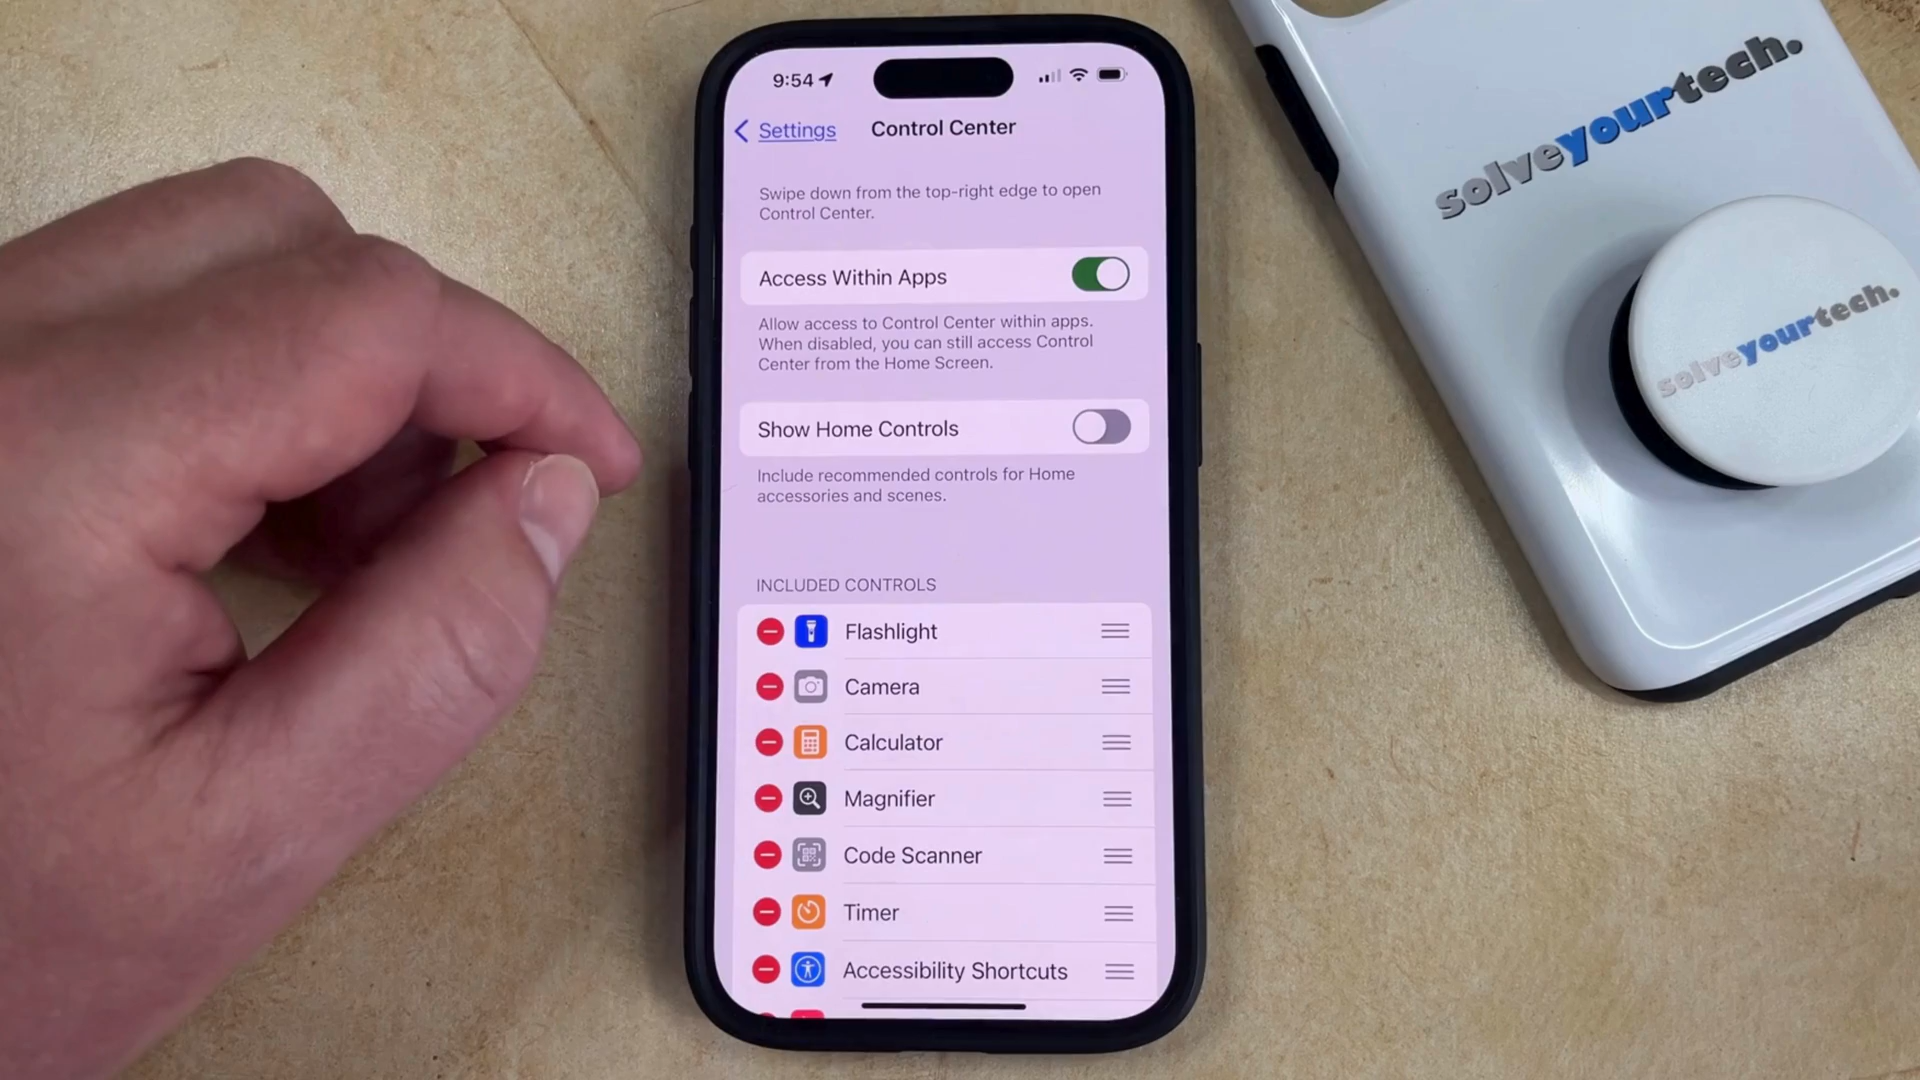 9:54
Settings
Control Center
Swipe down from the top-right edge to open
Control Center.
Access Within Apps
Allow access to Control Center within apps.
When disabled, you can still access Control
Center from the Home Screen.
Show Home Controls
Include recommended controls for Home
accessories and scenes.
INCLUDED CONTROLS
Flashlight
Camera
Calculator
Magnifier
Code Scanner
Timer
Accessibility Shortcuts
solveyourtech.
solveyourtech.